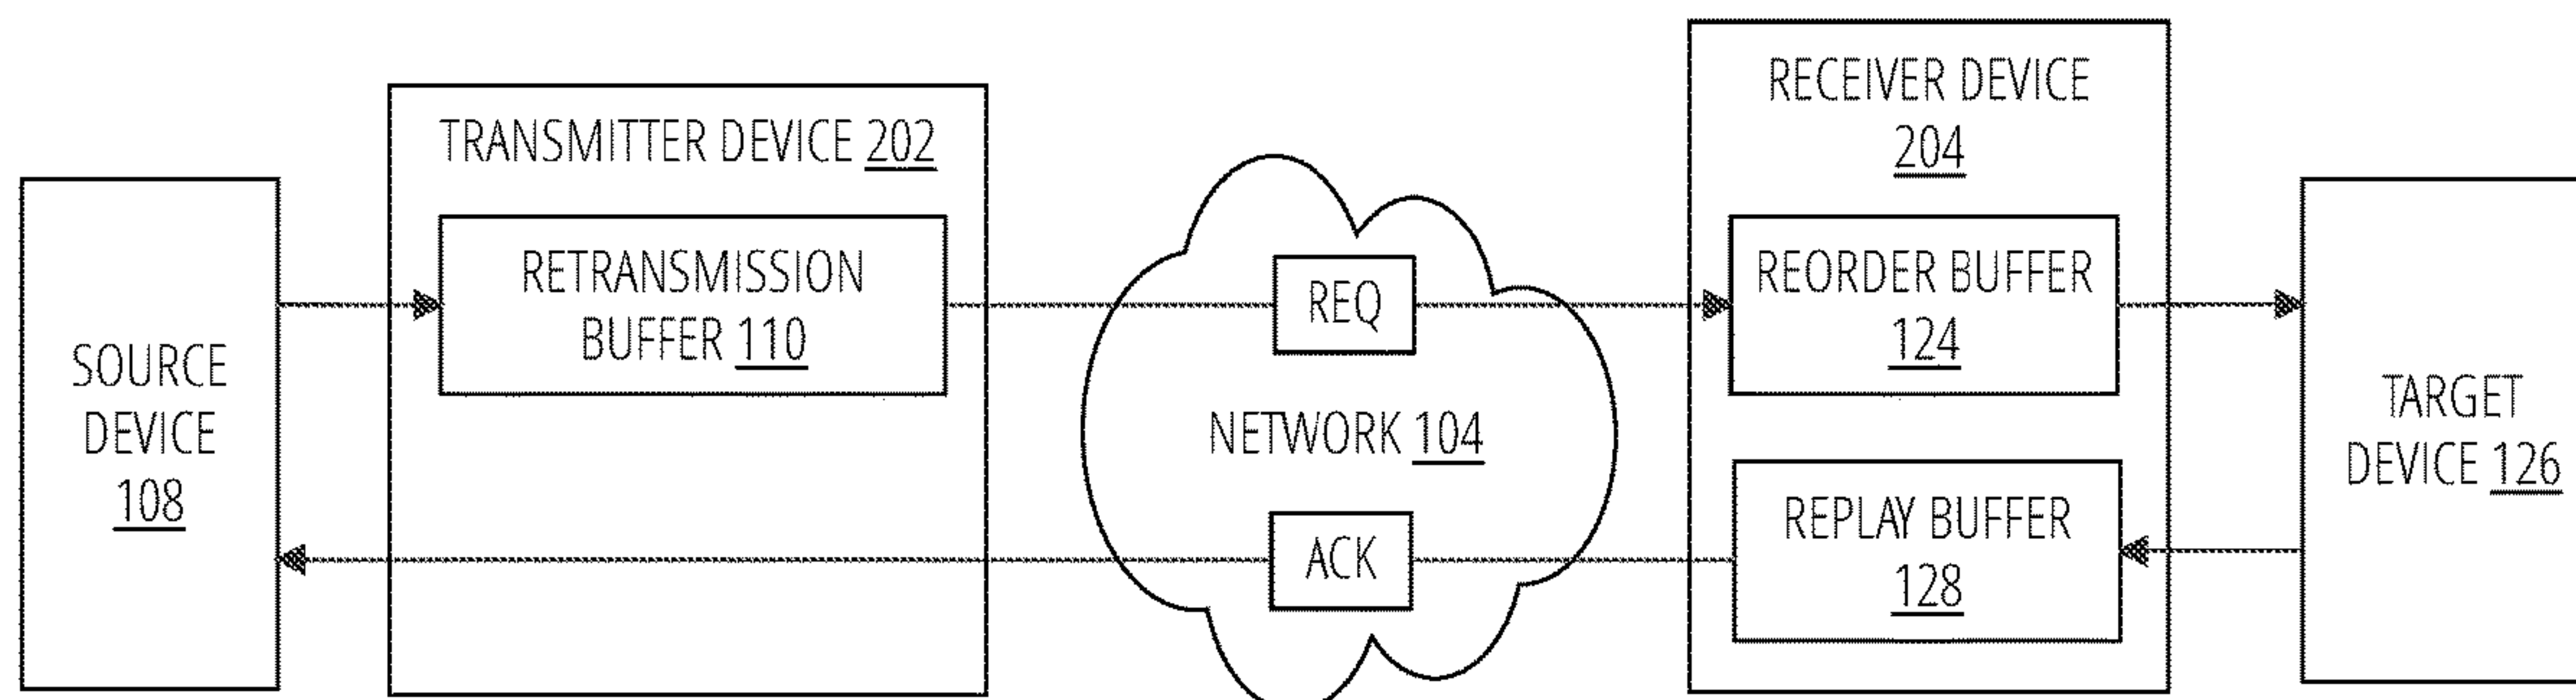 SOURCE
DEVICE
108
TRANSMITTER DEVICE 202
RETRANSMISSION
BUFFER 110
REQ
NETWORK 104
ACK
RECEIVER DEVICE
204
REORDER BUFFER
124
REPLAY BUFFER
128
TARGET
DEVICE 126